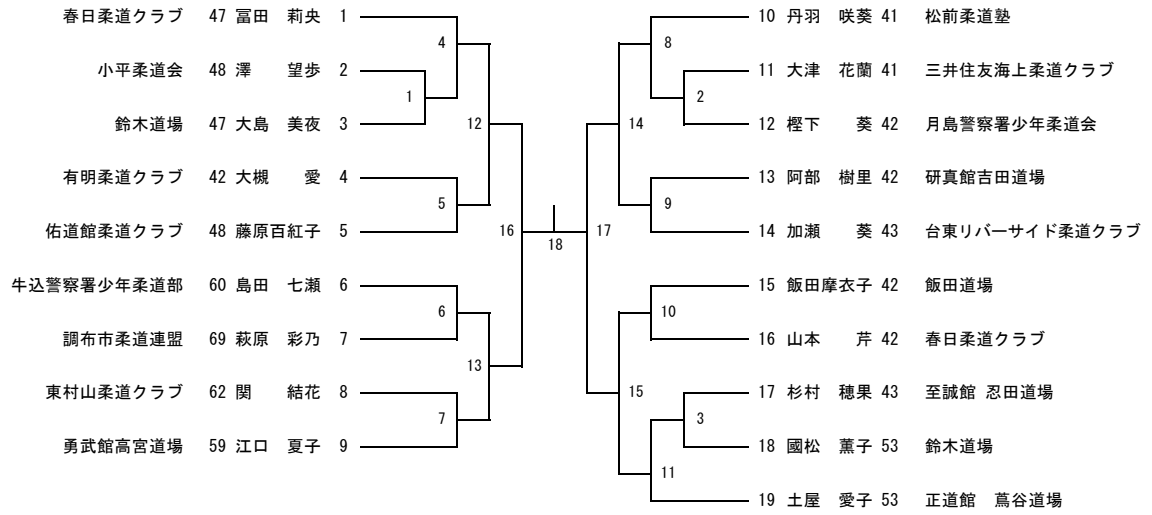 春日柔道クラブ 47 冨田 莉央 1
4
小平柔道会 48 澤 望歩 2
1
鈴木道場 47 大島 美夜 3
12
有明柔道クラブ 42 大槻 愛 4
5
佑道館柔道クラブ 48 藤原百紅子 5
16
牛込警察署少年柔道部 60 島田 七瀬 6
6
調布市柔道連盟 69 萩原 彩乃 7
13
東村山柔道クラブ 62 関 結花 8
7
勇武館高宮道場 59 江口 夏子 9
18
10 丹羽 咲葵 41 松前柔道塾
8
11 大津 花蘭 41 三井住友海上柔道クラブ
2
12 樫下 葵 42 月島警察署少年柔道会
14
13 阿部 樹里 42 研真館吉田道場
9
14 加瀬 葵 43 台東リバーサイド柔道クラブ
17
15 飯田摩衣子 42 飯田道場
10
16 山本 芹 42 春日柔道クラブ
15
17 杉村 穂果 43 至誠館 忍田道場
3
18 國松 薫子 53 鈴木道場
11
19 土屋 愛子 53 正道館 蔦谷道場